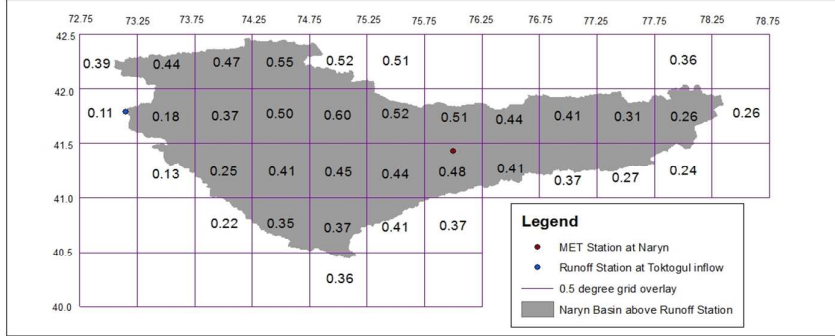 72.75 73.25 73.75 74.25 74.75 75.25 75.75 76.25 76.75 77.25 77.75 78.25 78.75
42.5
0.39 0.44 0.47 0.55 0.52 0.51 0.36
42.0
0.11 0.18 0.37 0.50 0.60 0.52 0.51 0.44 0.41 0.31 0.26 0.26
41.5
0.13 0.25 0.41 0.45 0.44 0.48 0.41 0.37 0.27 0.24
41.0
0.22 0.35 0.37 0.41 0.37
40.5
0.36
40.0
Legend
MET Station at Naryn
Runoff Station at Toktogul inflow
0.5 degree grid overlay
Naryn Basin above Runoff Station